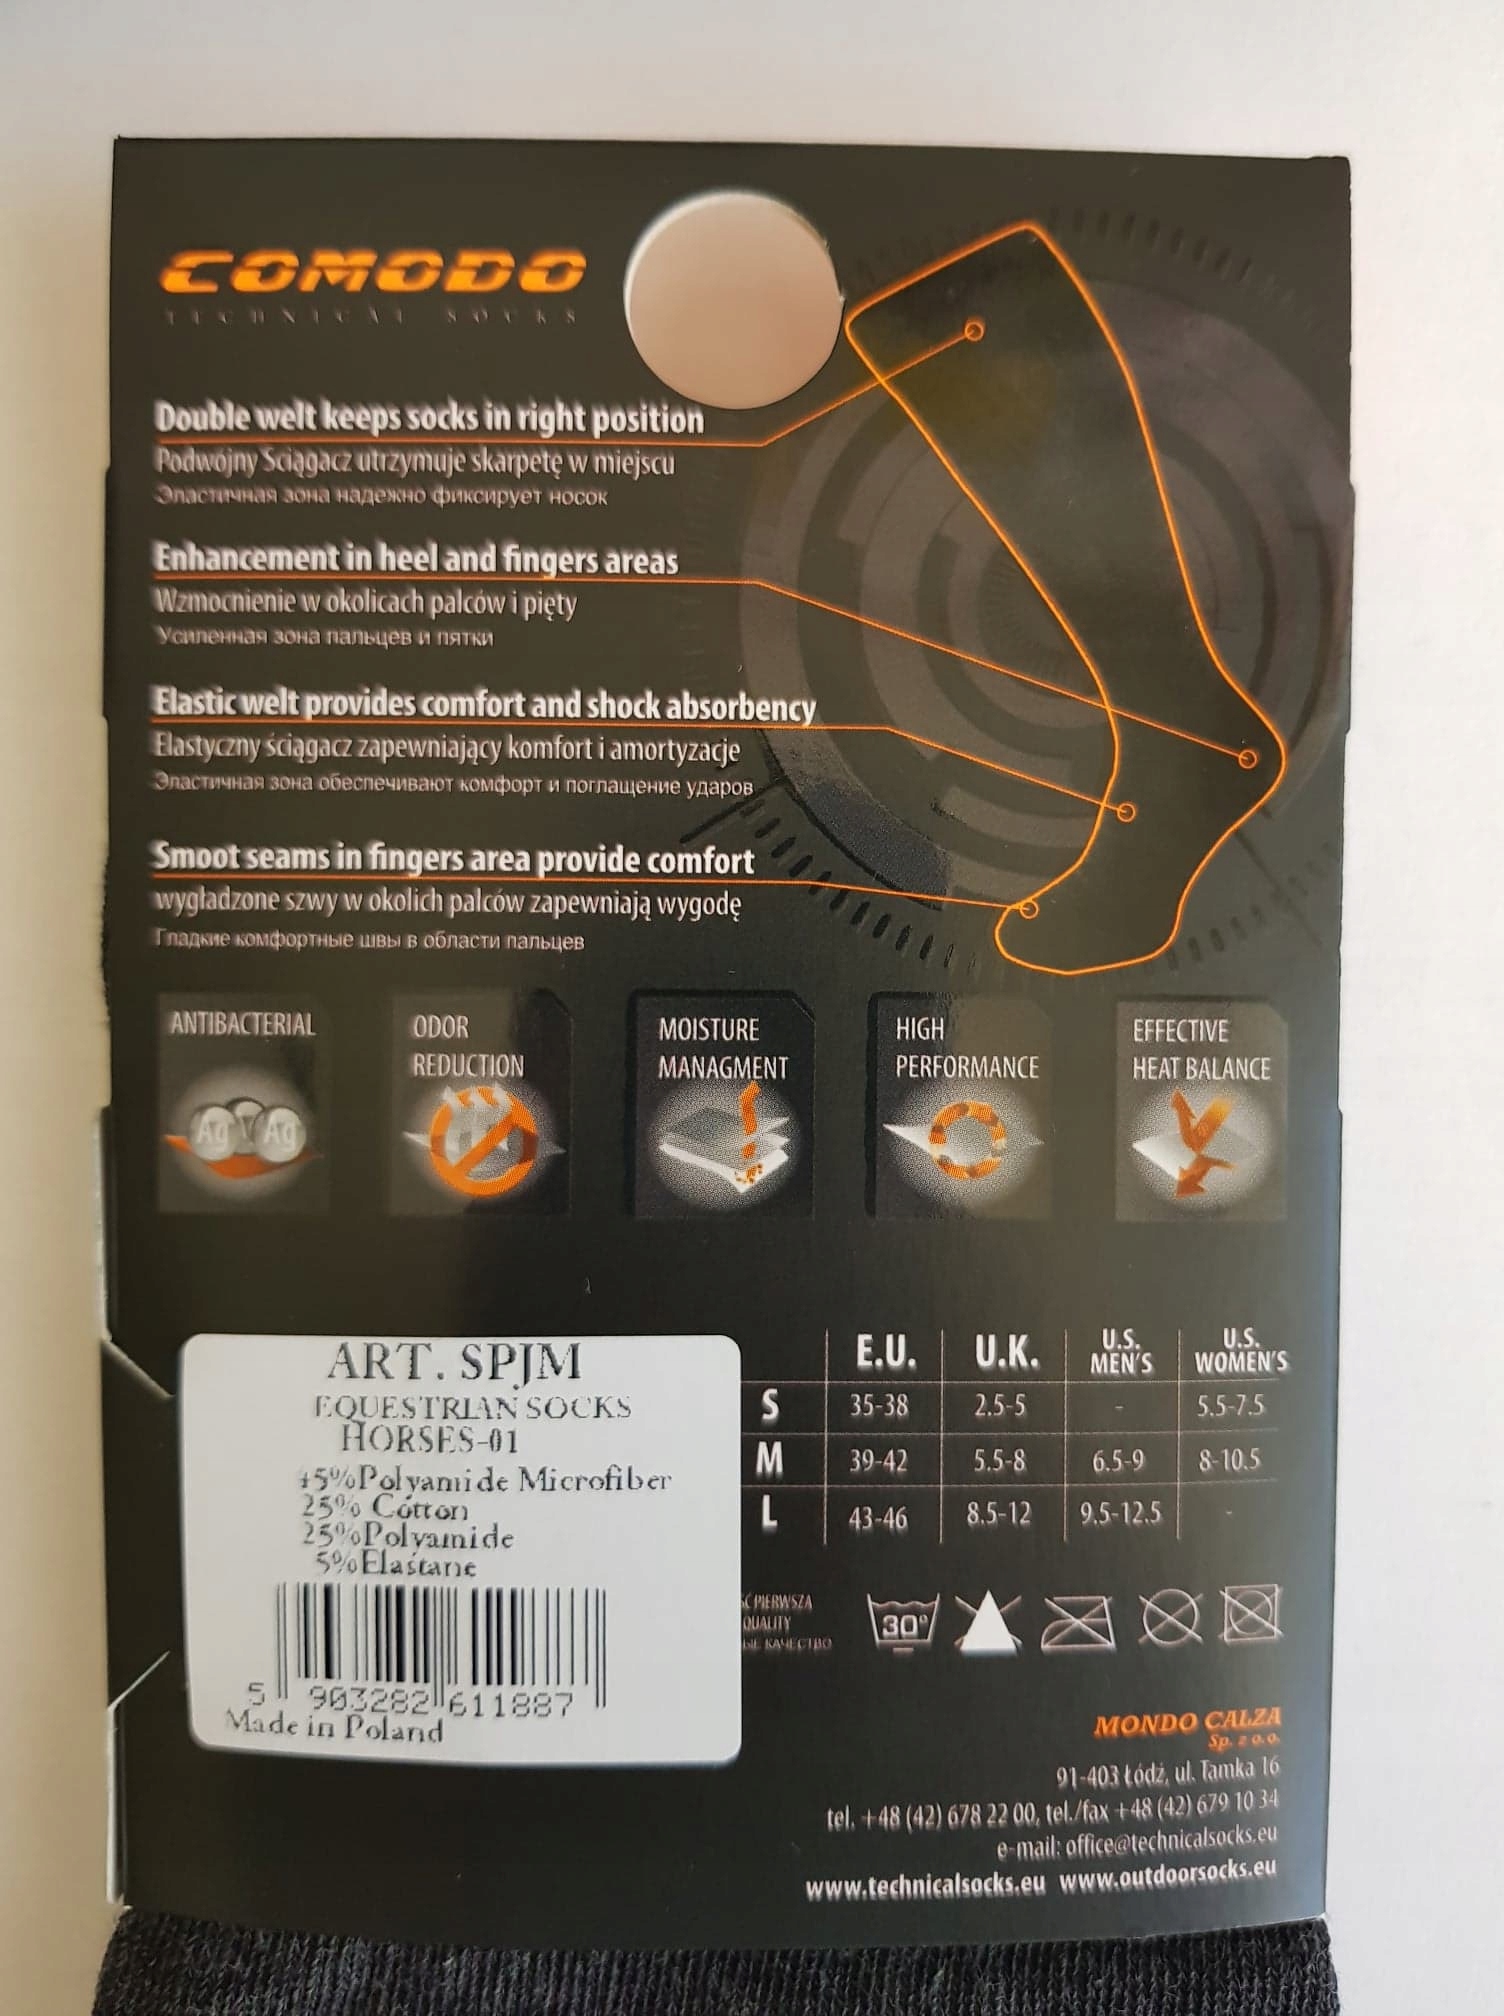 COMODO
TECHNICAL SOCKS
Double welt keeps socks in right position
Podwójny Ściągacz utrzymuje skarpetę w miejscu
Эластичная зона надежно фиксирует носок
Enhancement in heel and fingers areas
Wzmocnienie w okolicach palców i pięty
Усиленная зона пальцев и пятки
Elastic welt provides comfort and shock absorbency
Elastyczny ściągacz zapewniający komfort i amortyzacje
Эластичная зона обеспечивают комфорт и поглащение ударов
Smoot seams in fingers area provide comfort
wygładzone szwy w okolich palców zapewniają wygodę
Гладкие комфортные швы в области пальцев
ANTIBACTERIAL
Ag Ag
ODOR
REDUCTION
MOISTURE
MANAGMENT
HIGH
PERFORMANCE
EFFECTIVE
HEAT BALANCE
ART. SPJM
EQUESTRIAN SOCKS
HORSES-01
45%Polyamide Microfiber
25% Cotton
25%Polyamide
5%Elastane
5 903282 611887
Made in Poland
E.U. U.K. U.S. MEN'S U.S. WOMEN'S
S 35-38 2.5-5 - 5.5-7.5
M 39-42 5.5-8 6.5-9 8-10.5
L 43-46 8.5-12 9.5-12.5 -
ŚĆ PIERWSZA
QUALITY
ЫЕ КАЧЕСТВО
30°
MONDO CALZA
Sp. z o.o.
91-403 Łódź, ul. Tamka 16
tel. +48 (42) 678 22 00, tel./fax +48 (42) 679 10 34
e-mail: office@technicalsocks.eu
www.technicalsocks.eu www.outdoorsocks.eu